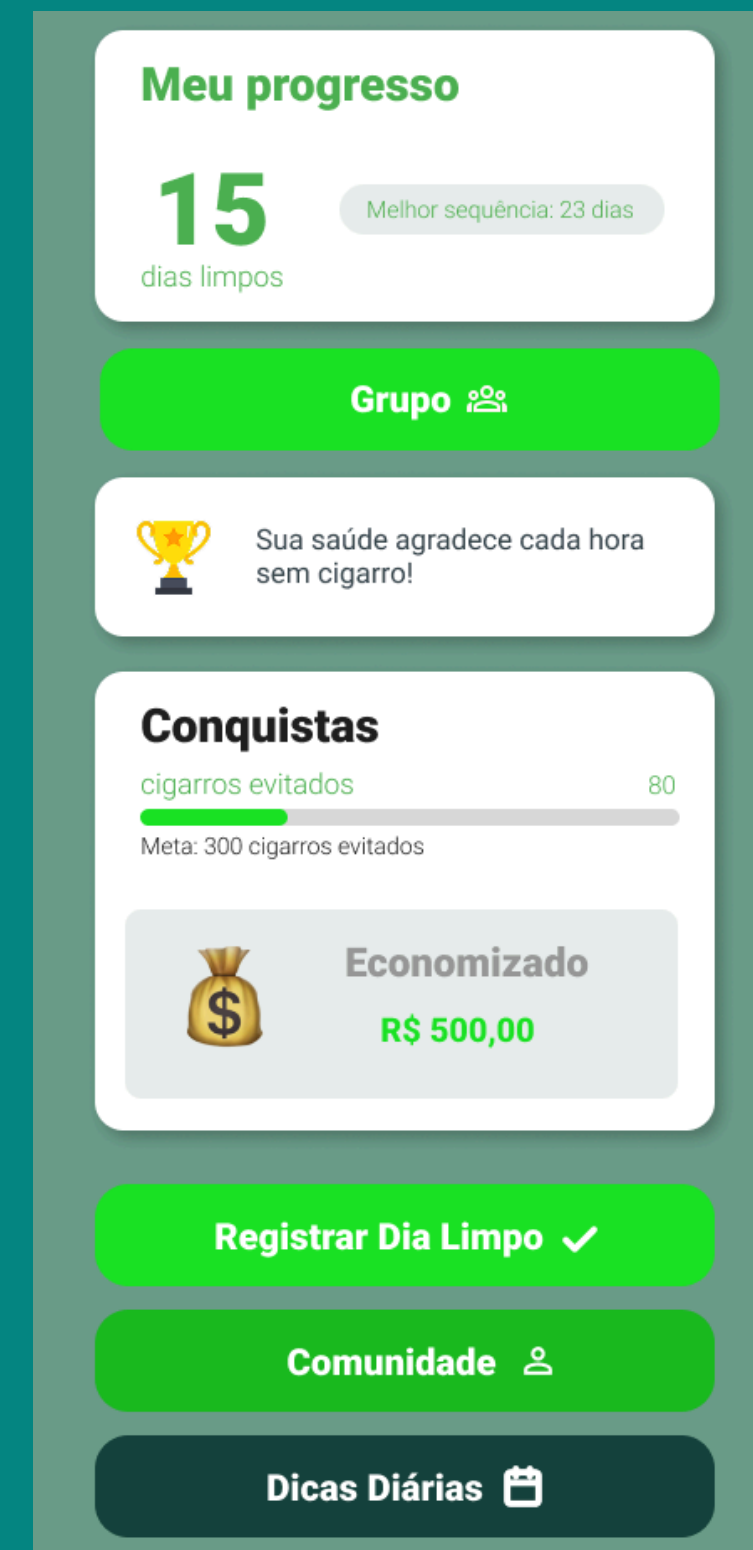 Meu progresso
15
dias limpos
Melhor sequência: 23 dias
Grupo
Sua saúde agradece cada hora
sem cigarro!
Conquistas
cigarros evitados 80
Meta: 300 cigarros evitados
$
Economizado
R$ 500,00
Registrar Dia Limpo
Comunidade
Dicas Diárias